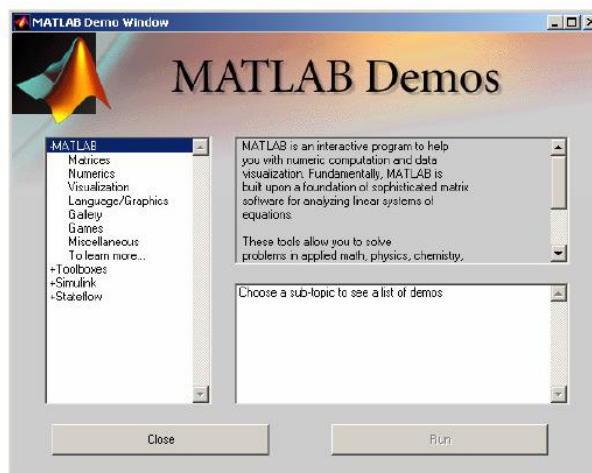 MATLAB Demo Window
MATLAB Demos
-MATLAB
Matrices
Numerics
Visualization
Language/Graphics
Gallery
Games
Miscellaneous
To learn more...
+Toolboxes
+Simulink
+Stateflow
MATLAB is an interactive program to help
you with numeric computation and data
visualization. Fundamentally, MATLAB is
built upon a foundation of sophisticated matrix
software for analyzing linear systems of
equations.
These tools allow you to solve
problems in applied math, physics, chemistry,
Choose a sub-topic to see a list of demos
Close
Run